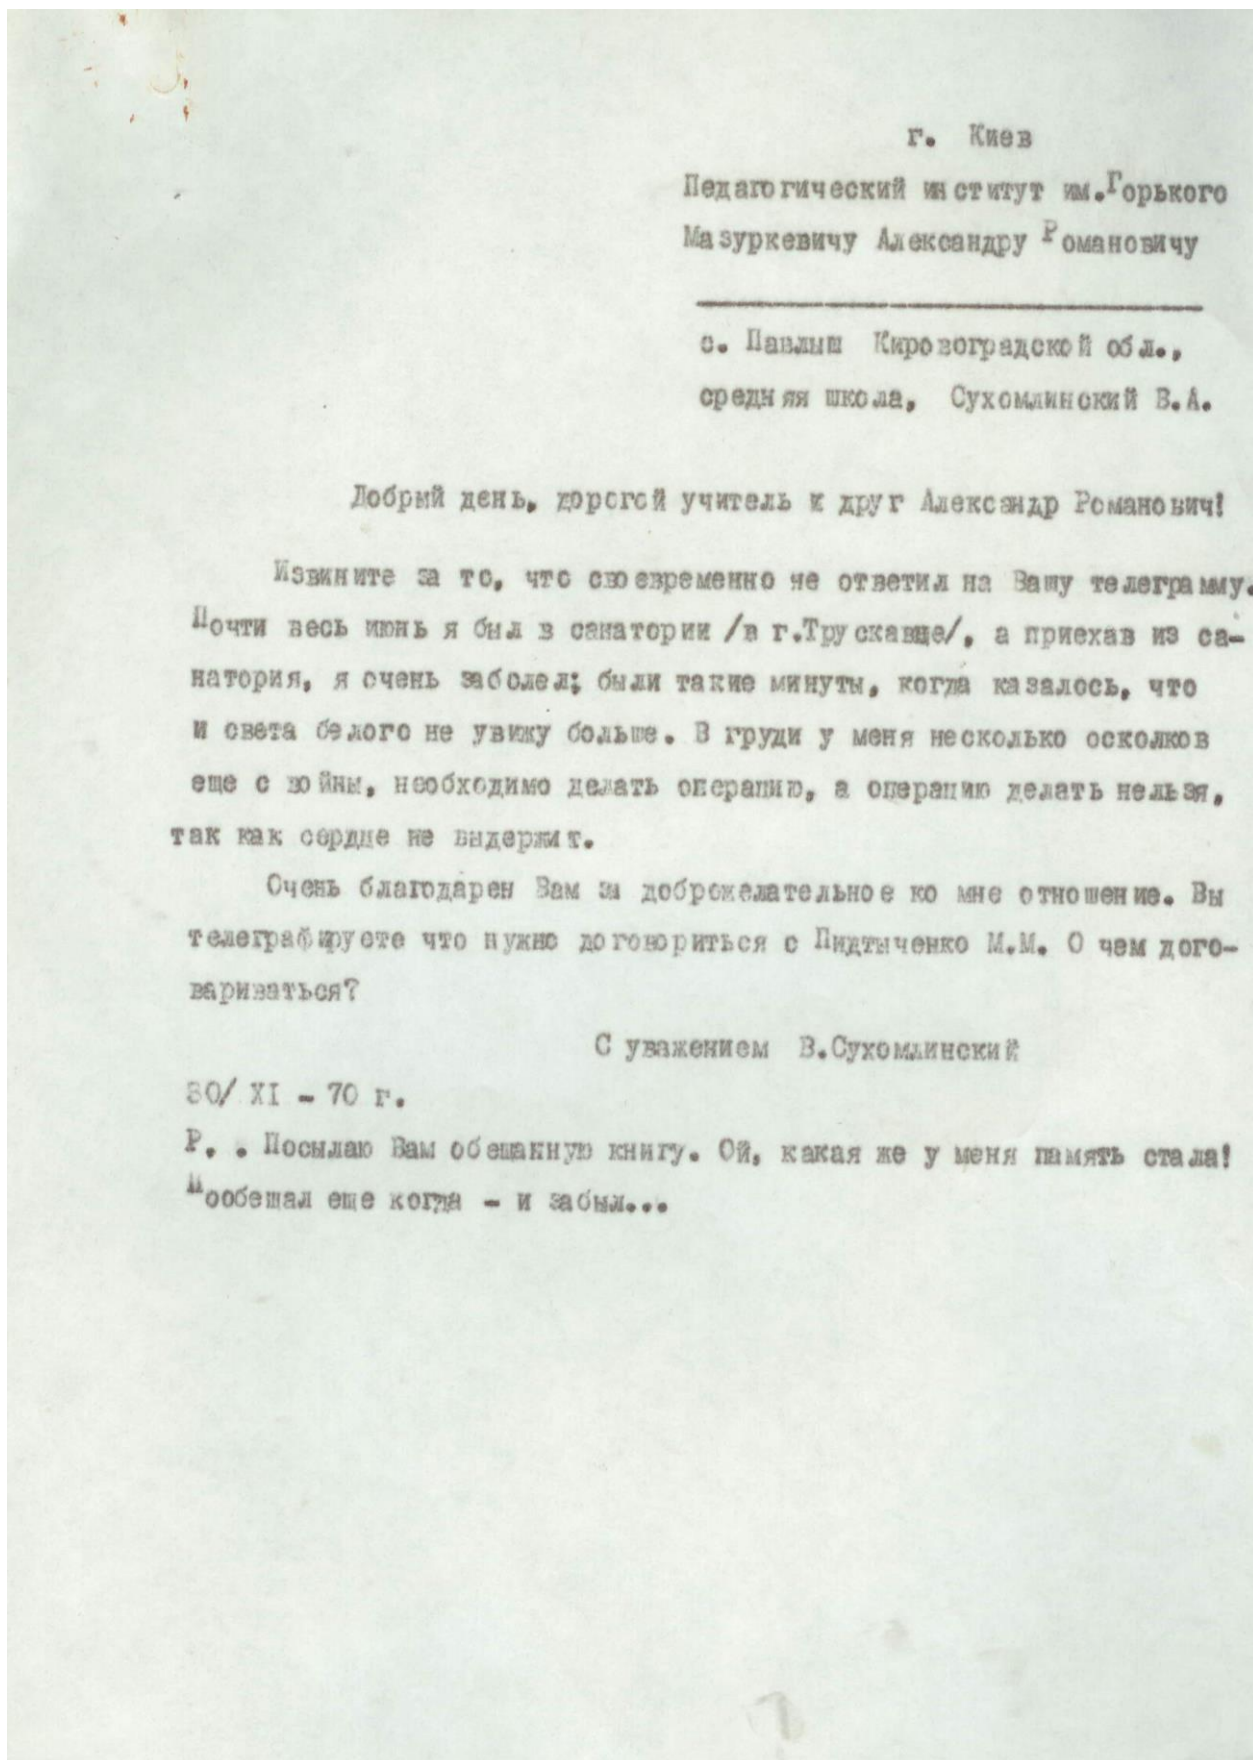 г. Киев
Педагогический институт им.Горького
Мазуркевичу Александру Романовичу
с. Павлыш Кировоградской обл.,
средняя школа, Сухомлинский В.А.
Добрый день, дорогой учитель и друг Александр Романович!
Извините за то, что своевременно не ответил на Вашу телеграмму.
Почти весь июнь я был в санатории /в г.Трускавце/, а приехав из са-
натория, я очень заболел; были такие минуты, когда казалось, что
и света белого не увижу больше. В груди у меня несколько осколков
еще с войны, необходимо делать операцию, а операцию делать нельзя,
так как сердце не выдержит.
Очень благодарен Вам за доброжелательное ко мне отношение. Вы
телеграфируете что нужно договориться с Пидтыченко М.М. О чем дого-
вариваться?
С уважением В.Сухомлинский
30/ XI - 70 г.
Р. . Посылаю Вам обещанную книгу. Ой, какая же у меня память стала!
Пообещал еще когда - и забыл...